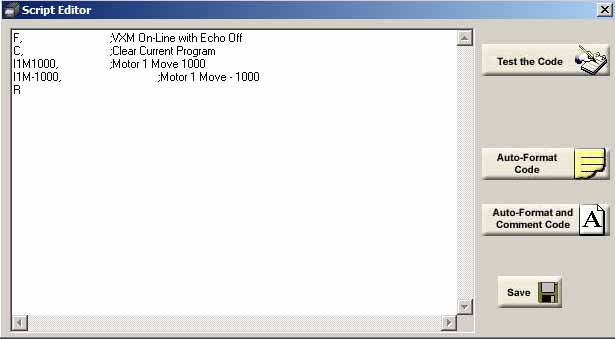 Script Editor
F, ;VXM On-Line with Echo Off
C, ;Clear Current Program
I1M1000, ;Motor 1 Move 1000
I1M-1000, ;Motor 1 Move - 1000
R
Test the Code
Auto-Format
Code
Auto-Format and
Comment Code
A
Save